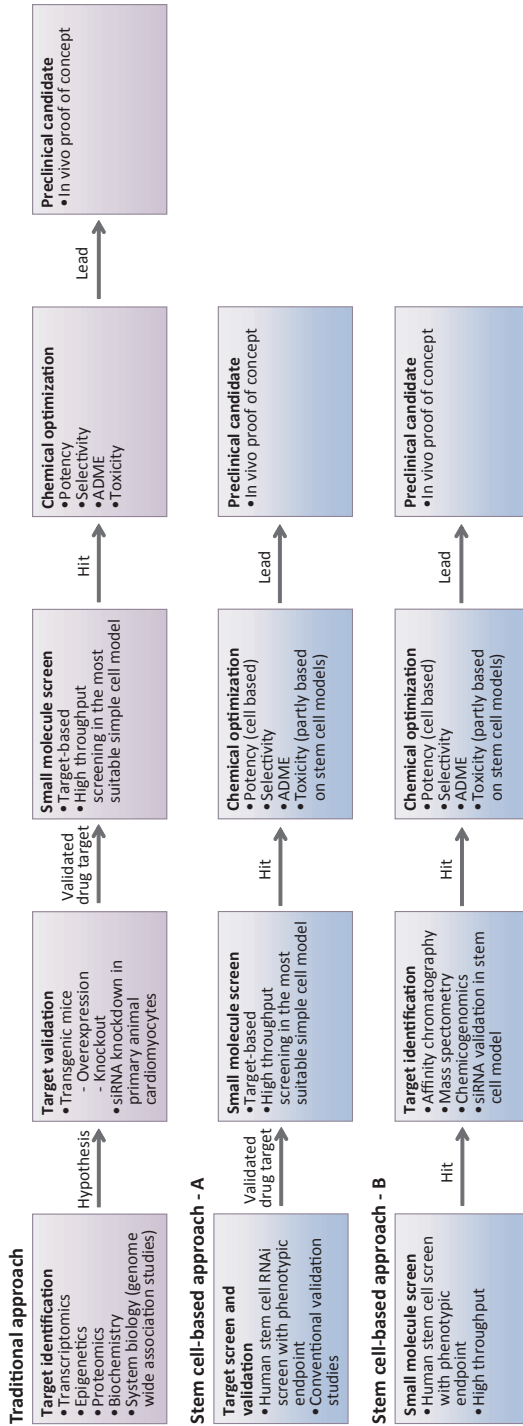 Traditional approach
Target identification
• Transcriptomics
• Epigenetics
• Proteomics
• Biochemistry
• System biology (genome
wide association studies)
Hypothesis
Target validation
• Transgenic mice
- Overexpression
- Knockout
• siRNA knockdown in
primary animal
cardiomyocytes
Validated
drug target
Small molecule screen
• Target-based
• High throughput
screening in the most
suitable simple cell model
Hit
Chemical optimization
• Potency
• Selectivity
• ADME
• Toxicity
Lead
Preclinical candidate
• In vivo proof of concept
Stem cell-based approach - A
Target screen and
validation
• Human stem cell RNAi
screen with phenotypic
endpoint
• Conventional validation
studies
Validated
drug target
Small molecule screen
• Target-based
• High throughput
screening in the most
suitable simple cell model
Hit
Chemical optimization
• Potency (cell based)
• Selectivity
• ADME
• Toxicity (partly based
on stem cell models)
Lead
Preclinical candidate
• In vivo proof of concept
Stem cell-based approach - B
Small molecule screen
• Human stem cell screen
with phenotypic
endpoint
• High throughput
Hit
Target identification
• Affinity chromatography
• Mass spectometry
• Chemicogenomics
• siRNA validation in stem
cell model
Hit
Chemical optimization
• Potency (cell based)
• Selectivity
• ADME
• Toxicity (partly based
on stem cell models)
Lead
Preclinical candidate
• In vivo proof of concept